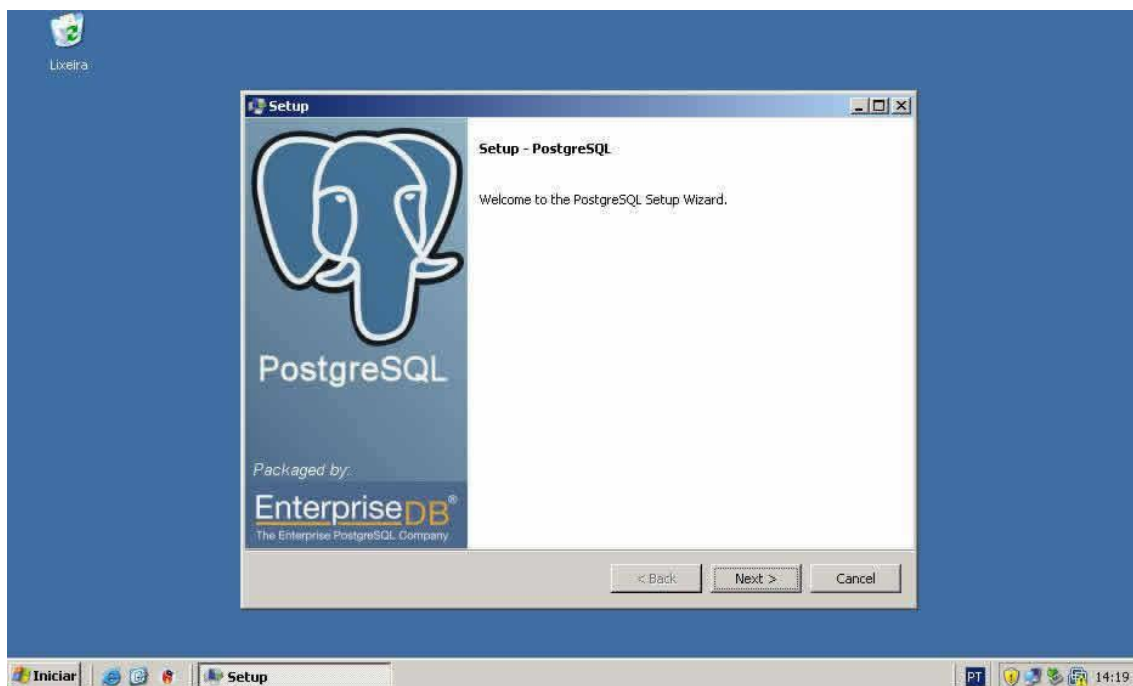 Lixeira
Setup
Setup - PostgreSQL
Welcome to the PostgreSQL Setup Wizard.
PostgreSQL
Packaged by:
EnterpriseDB®
The Enterprise PostgreSQL Company
< Back
Next >
Cancel
Iniciar
Setup
PT
14:19